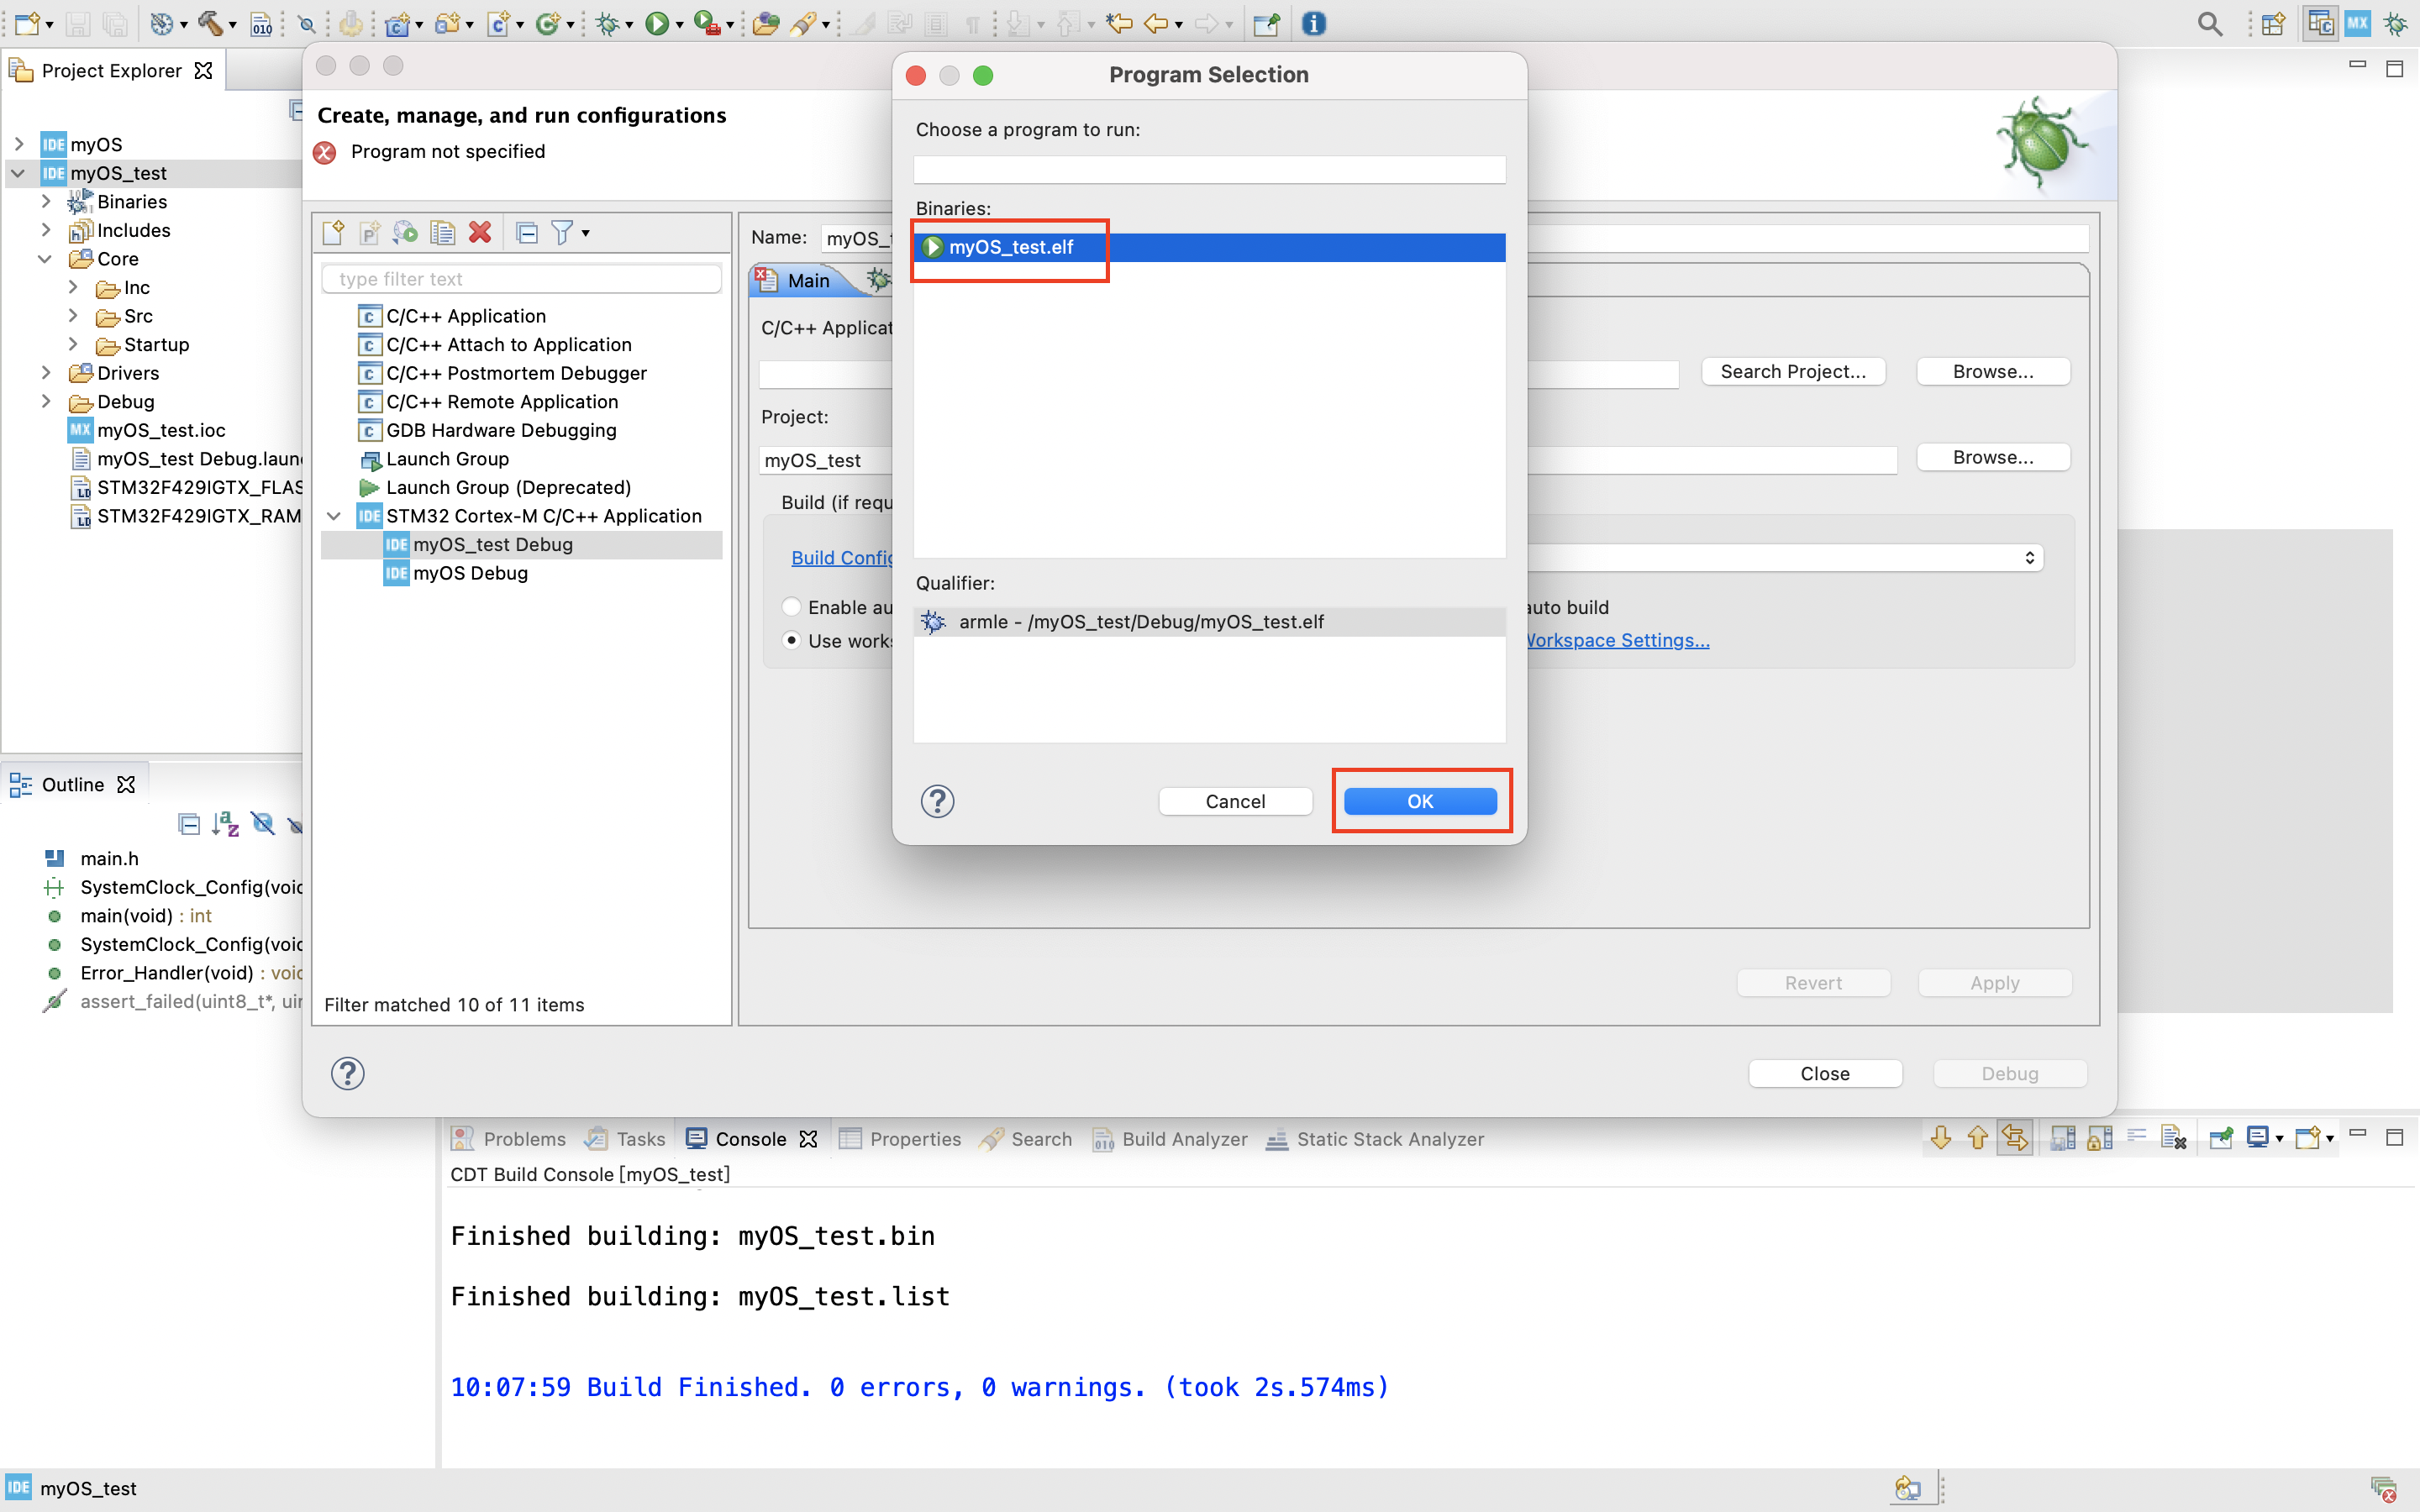 Project Explorer
myOS
myOS_test
Binaries
Includes
Core
Inc
Src
Startup
Drivers
Debug
myOS_test.ioc
myOS_test Debug.laun
STM32F429IGTX_FLAS
STM32F429IGTX_RAM
Outline
main.h
SystemClock_Config(voi
main(void) : int
SystemClock_Config(voi
Error_Handler(void) : voi
assert_failed(uint8_t*, ui
Create, manage, and run configurations
Program not specified
type filter text
C/C++ Application
C/C++ Attach to Application
C/C++ Postmortem Debugger
C/C++ Remote Application
GDB Hardware Debugging
Launch Group
Launch Group (Deprecated)
IDE STM32 Cortex-M C/C++ Application
IDE myOS_test Debug
IDE myOS Debug
Filter matched 10 of 11 items
Name: myOS_
Main
C/C++ Applicat
Search Project...
Browse...
Project:
myOS_test
Browse...
Build (if requ
Build Config
Enable au
auto build
Use work
Workspace Settings...
Revert
Apply
Close
Debug
Program Selection
Choose a program to run:
Binaries:
myOS_test.elf
Qualifier:
armle - /myOS_test/Debug/myOS_test.elf
Cancel
OK
Problems
Tasks
Console
Properties
Search
Build Analyzer
Static Stack Analyzer
CDT Build Console [myOS_test]
Finished building: myOS_test.bin
Finished building: myOS_test.list
10:07:59 Build Finished. 0 errors, 0 warnings. (took 2s.574ms)
IDE myOS_test